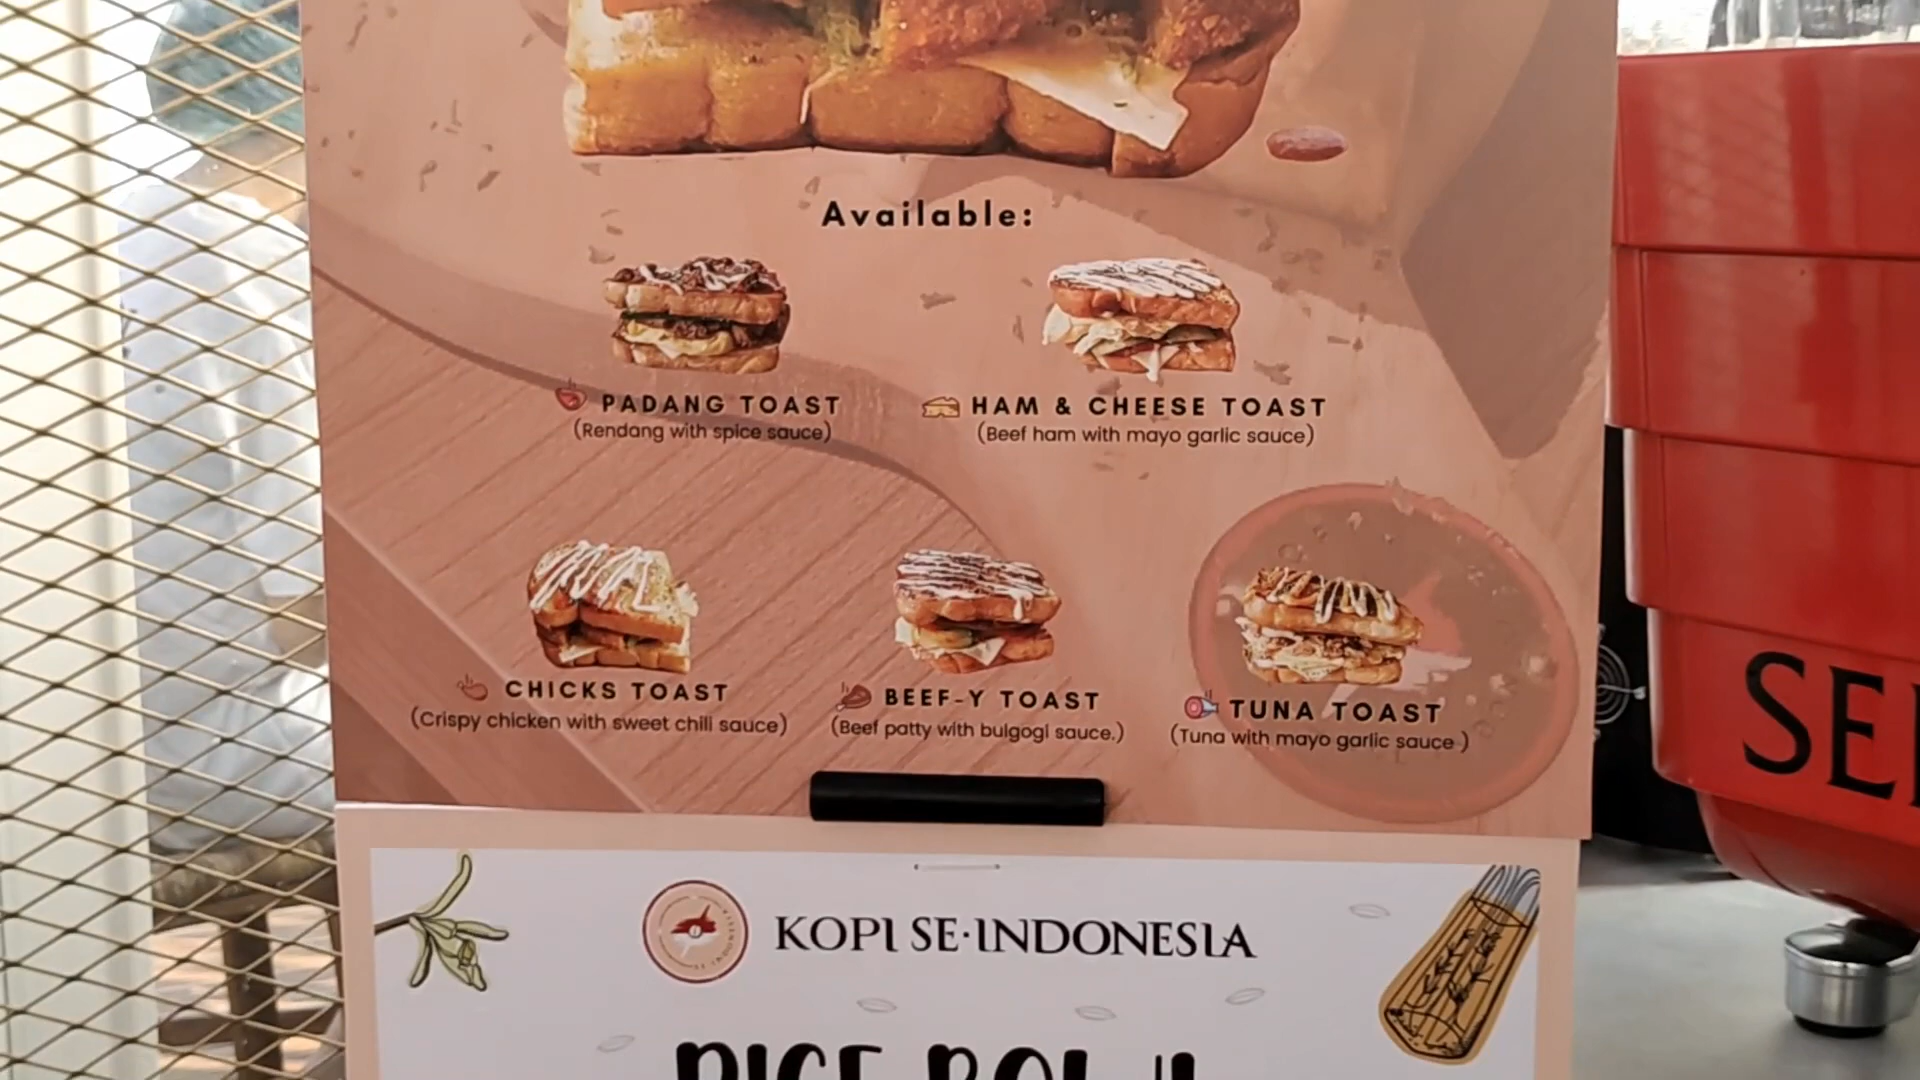 Available:
PADANG TOAST
(Rendang with spice sauce)
HAM & CHEESE TOAST
(Beef ham with mayo garlic sauce)
CHICKS TOAST
(Crispy chicken with sweet chili sauce)
BEEF-Y TOAST
(Beef patty with bulgogi sauce.)
TUNA TOAST
(Tuna with mayo garlic sauce )
KOPI SE·INDONESIA
RICE BOWL